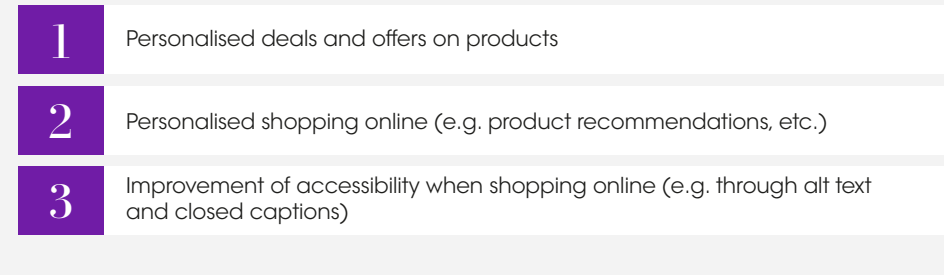 1
Personalised deals and offers on products
2
Personalised shopping online (e.g. product recommendations, etc.)
3
Improvement of accessibility when shopping online (e.g. through alt text
and closed captions)